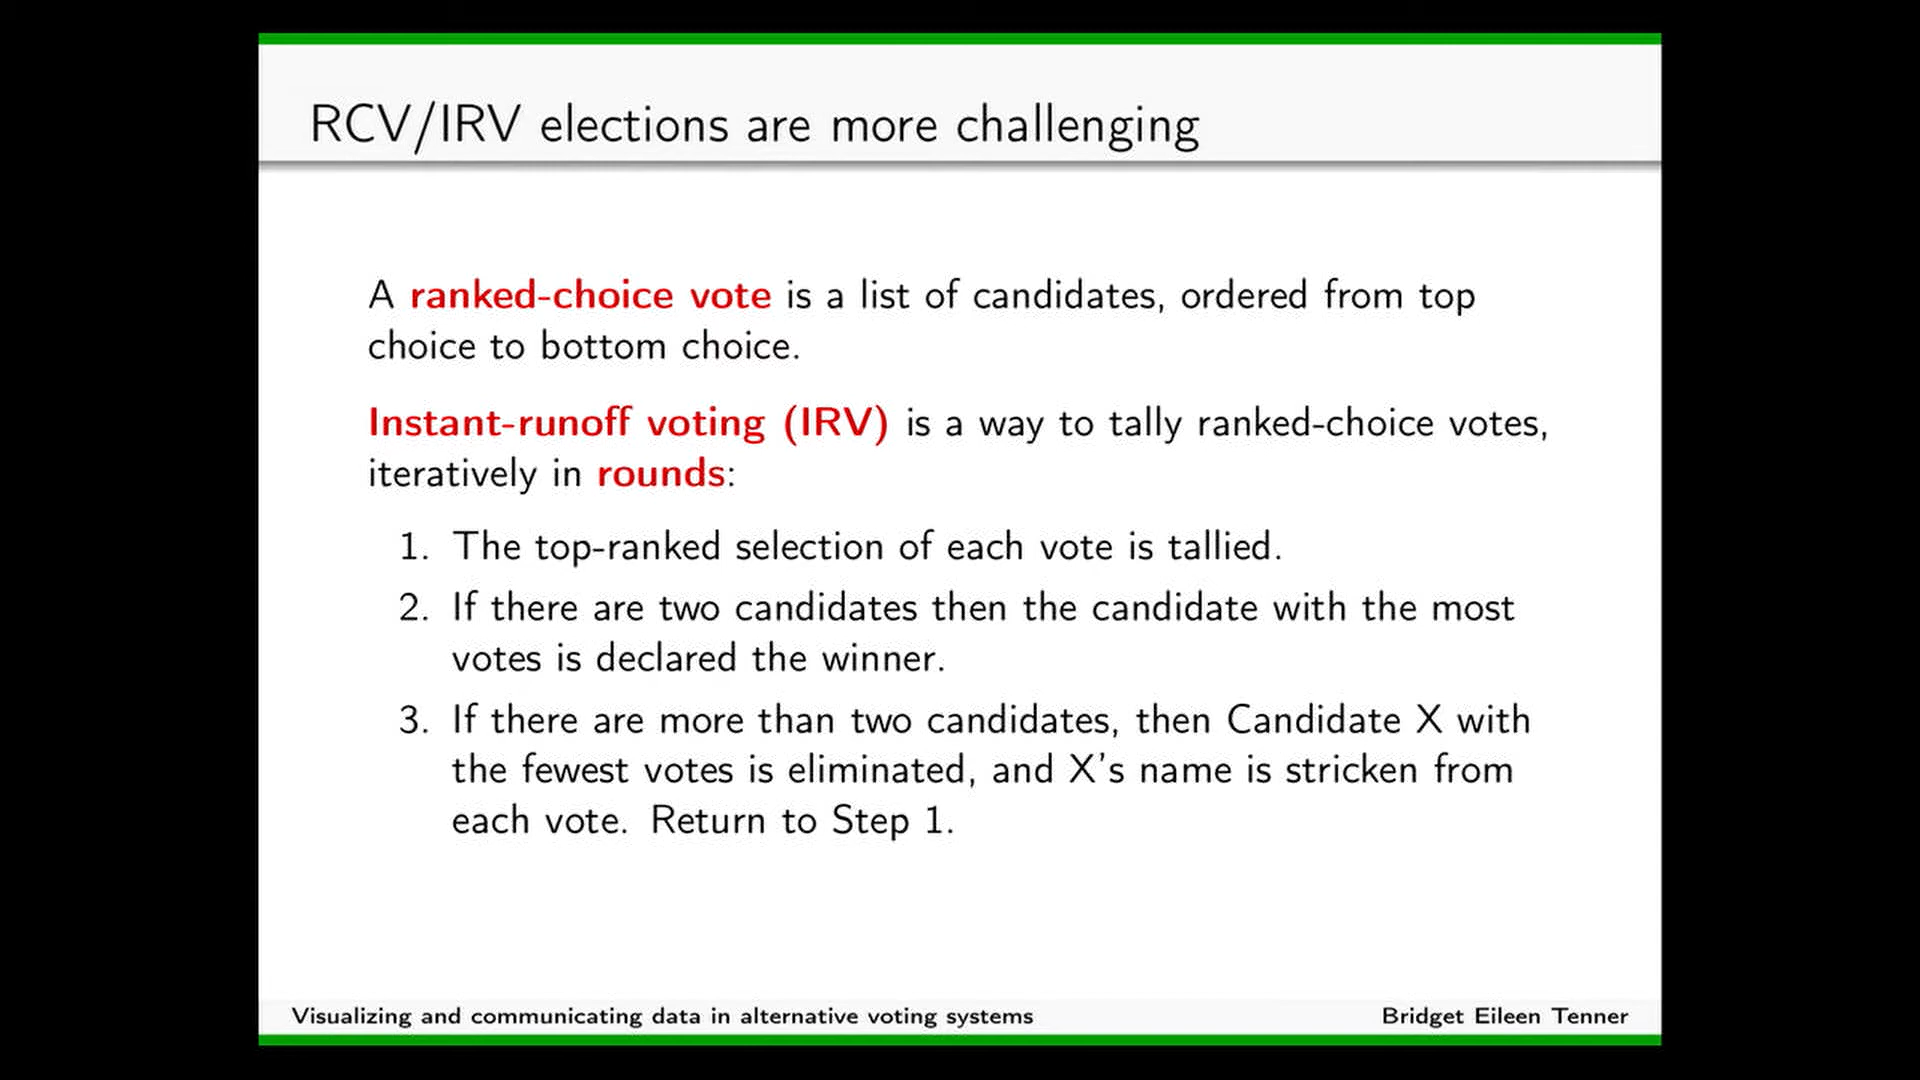 RCV/IRV elections are more challenging
A ranked-choice vote is a list of candidates, ordered from top
choice to bottom choice.
Instant-runoff voting (IRV) is a way to tally ranked-choice votes,
iteratively in rounds:
1. The top-ranked selection of each vote is tallied.
2. If there are two candidates then the candidate with the most
votes is declared the winner.
3. If there are more than two candidates, then Candidate X with
the fewest votes is eliminated, and X's name is stricken from
each vote. Return to Step 1.
Visualizing and communicating data in alternative voting systems
Bridget Eileen Tenner